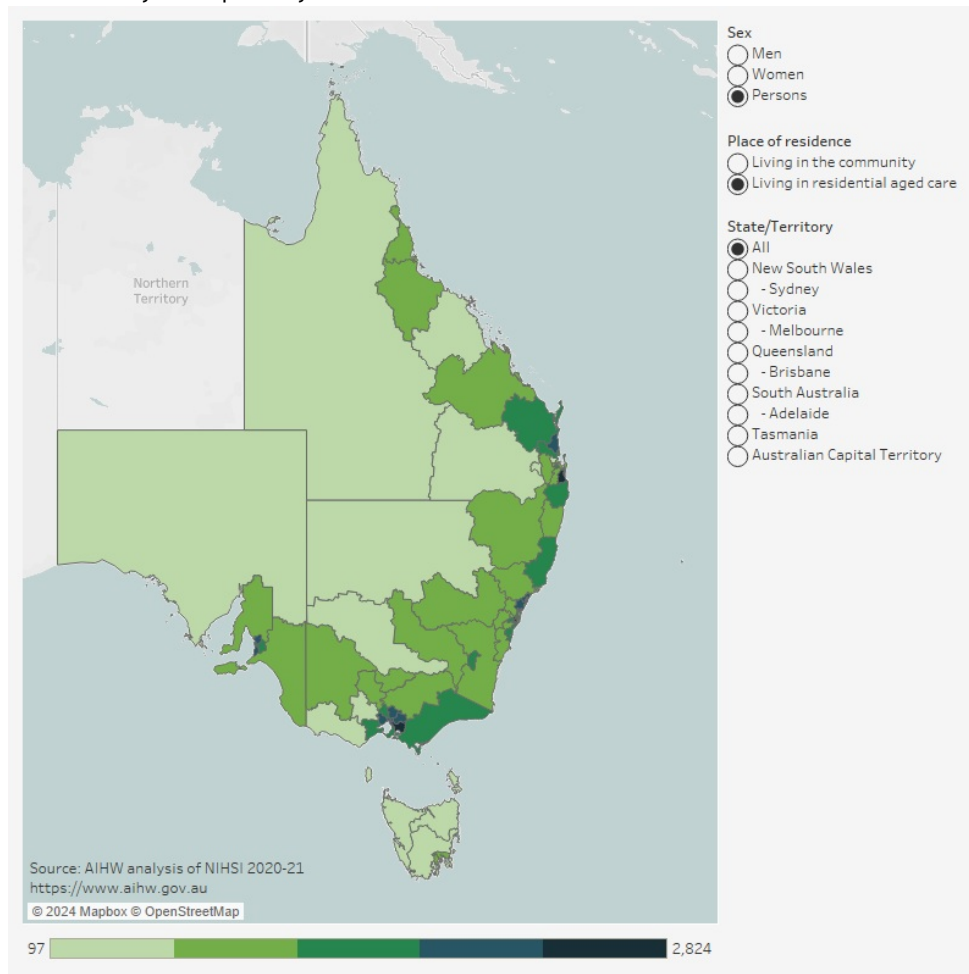 Sex
Men
Women
Persons
Place of residence
Living in the community
Living in residential aged care
State/Territory
All
New South Wales
- Sydney
Victoria
- Melbourne
Queensland
- Brisbane
South Australia
- Adelaide
Tasmania
Australian Capital Territory
Northern
Territory
Source: AIHW analysis of NIHSI 2020-21
https://www.aihw.gov.au
© 2024 Mapbox © OpenStreetMap
97
2,824